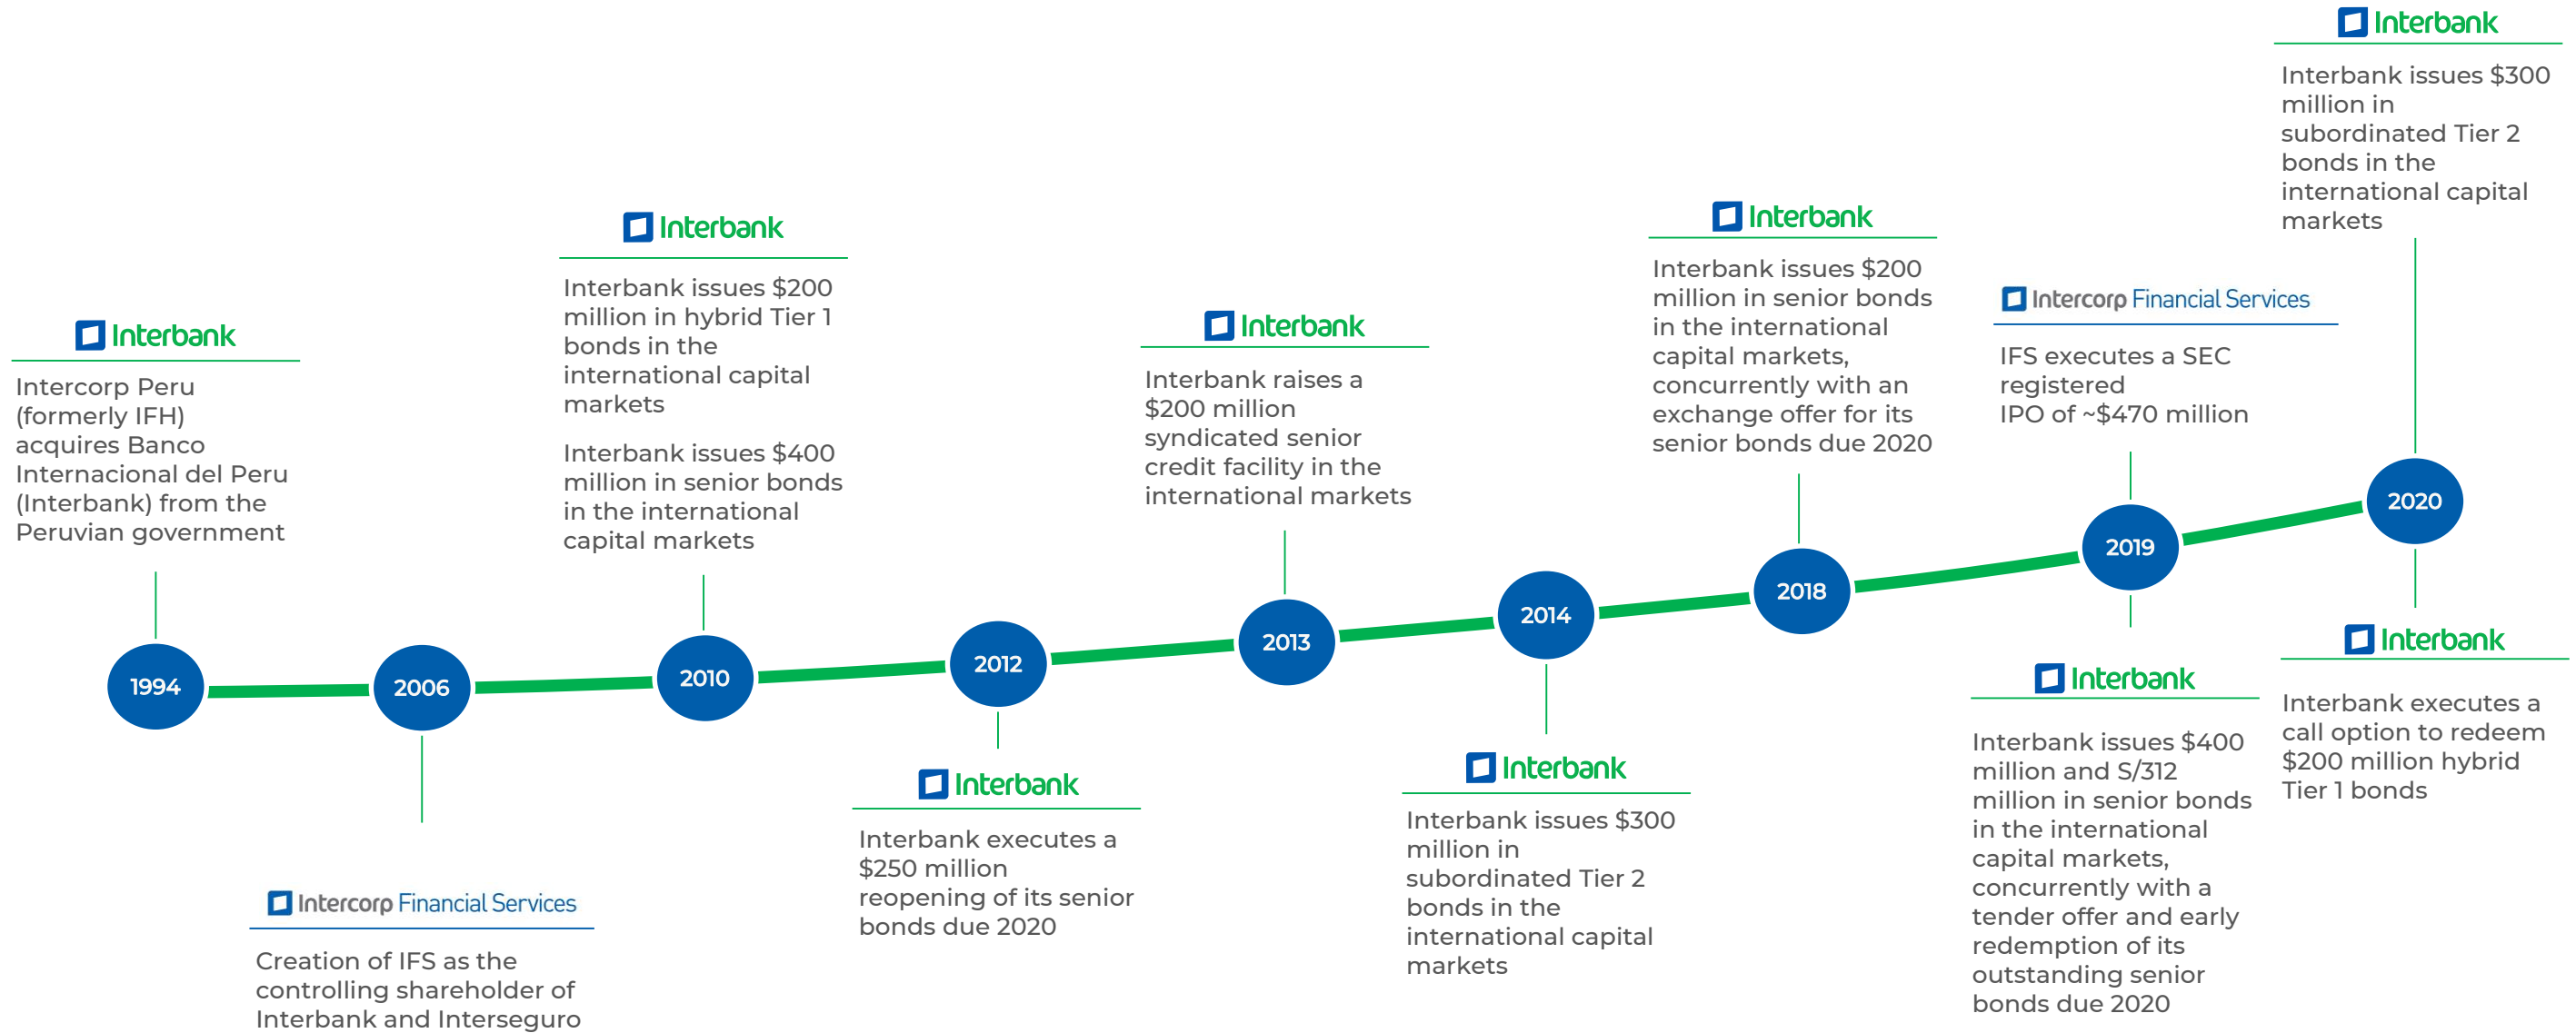 Interbank
Intercorp Peru
(formerly IFH)
acquires Banco
Internacional del Peru
(Interbank) from the
Peruvian government
1994
2006
Intercorp Financial Services
Creation of IFS as the
controlling shareholder of
Interbank and Interseguro
Interbank
Interbank issues $200
million in hybrid Tier 1
bonds in the
international capital
markets
Interbank issues $400
million in senior bonds
in the international
capital markets
2010
2012
Interbank
Interbank executes a
$250 million
reopening of its senior
bonds due 2020
Interbank
Interbank raises a
$200 million
syndicated senior
credit facility in the
international markets
2013
2014
Interbank
Interbank issues $300
million in
subordinated Tier 2
bonds in the
international capital
markets
Interbank
Interbank issues $200
million in senior bonds
in the international
capital markets,
concurrently with an
exchange offer for its
senior bonds due 2020
2018
Intercorp Financial Services
IFS executes a SEC
registered
IPO of ~$470 million
2019
Interbank
Interbank issues $400
million and S/312
million in senior bonds
in the international
capital markets,
concurrently with a
tender offer and early
redemption of its
outstanding senior
bonds due 2020
Interbank
Interbank issues $300
million in
subordinated Tier 2
bonds in the
international capital
markets
2020
Interbank
Interbank executes a
call option to redeem
$200 million hybrid
Tier 1 bonds